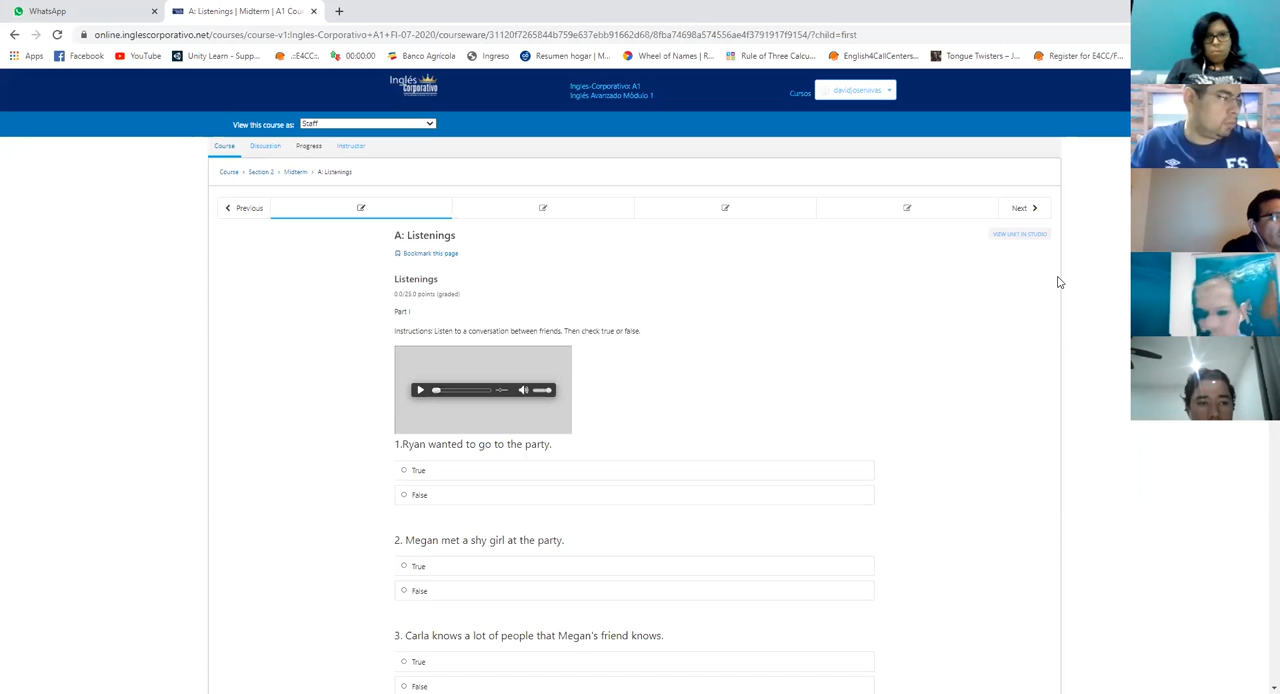 WhatsApp
A: Listenings | Midterm | A1 Cou
online.inglescorporativo.net/courses/course-v1:Ingles-Corporativo+A1+FI-07-2020/courseware/31120f7265844b759e637ebb91662d68/8fba74698a574556ae4f3791917f9154/?child=first
Apps Facebook YouTube Unity Learn - Supp... .::E4CC::. 00:00:00 Banco Agrícola Ingresa Resumen hogar | M... Wheel of Names | R... Rule of Three Calcu... English4CallCenters... Tongue Twisters – J... Register for E4CC/F...
Inglés Corporativo
Ingles-Corporativo: A1
Inglés Avanzado Módulo 1
Cursos
davidjosenavas
View this course as: Staff
Course Discussion Progress Instructor
Course > Section 2 > Midterm > A: Listenings
Previous
Next
A: Listenings
VIEW UNIT IN STUDIO
Bookmark this page
Listenings
0.0/25.0 points (graded)
Part I
Instructions: Listen to a conversation between friends. Then check true or false.
1.Ryan wanted to go to the party.
True
False
2. Megan met a shy girl at the party.
True
False
3. Carla knows a lot of people that Megan's friend knows.
True
False